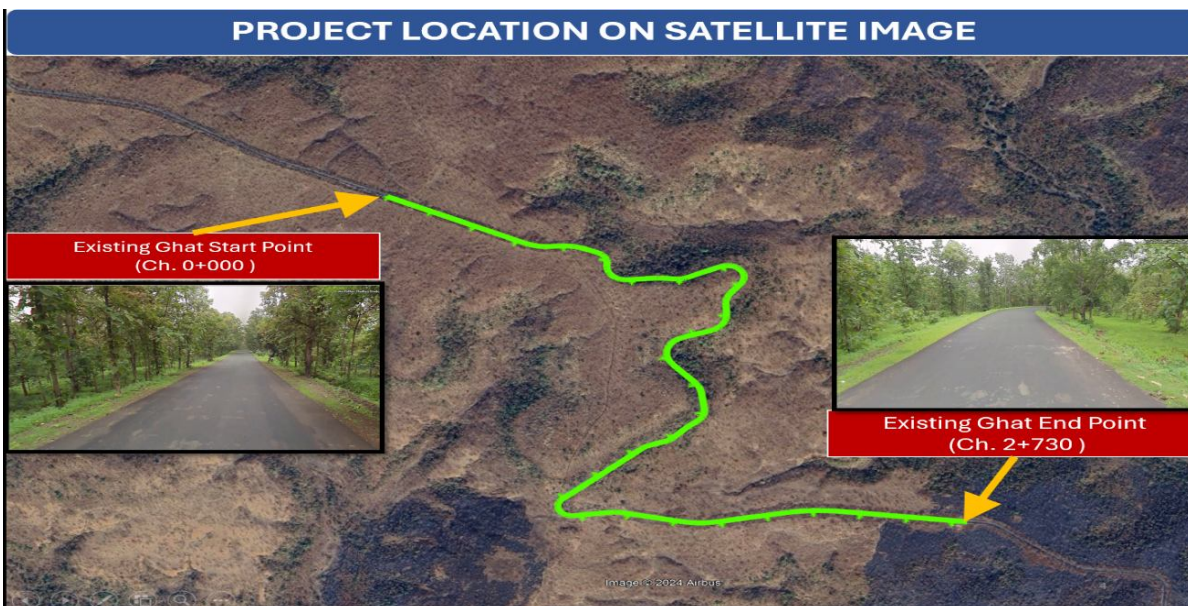 PROJECT LOCATION ON SATELLITE IMAGE
Existing Ghat Start Point
(Ch. 0+000 )
Existing Ghat End Point
(Ch. 2+730 )
Image © 2024 Airbus